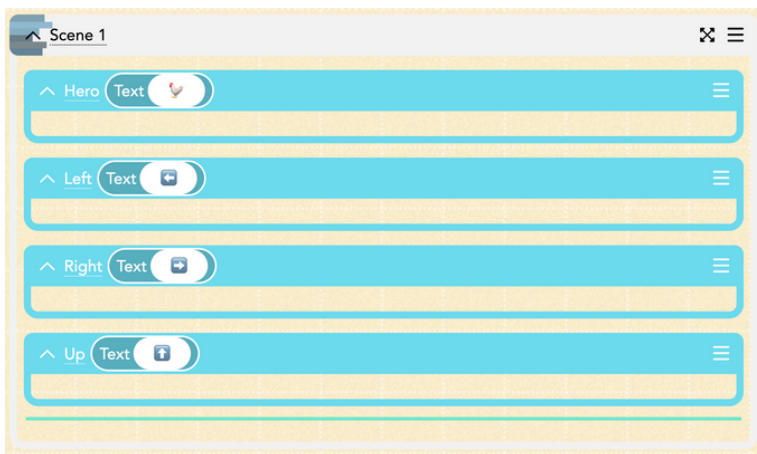 Scene 1
Hero Text 🐓
Left Text ⬅️
Right Text ➡️
Up Text ⬆️